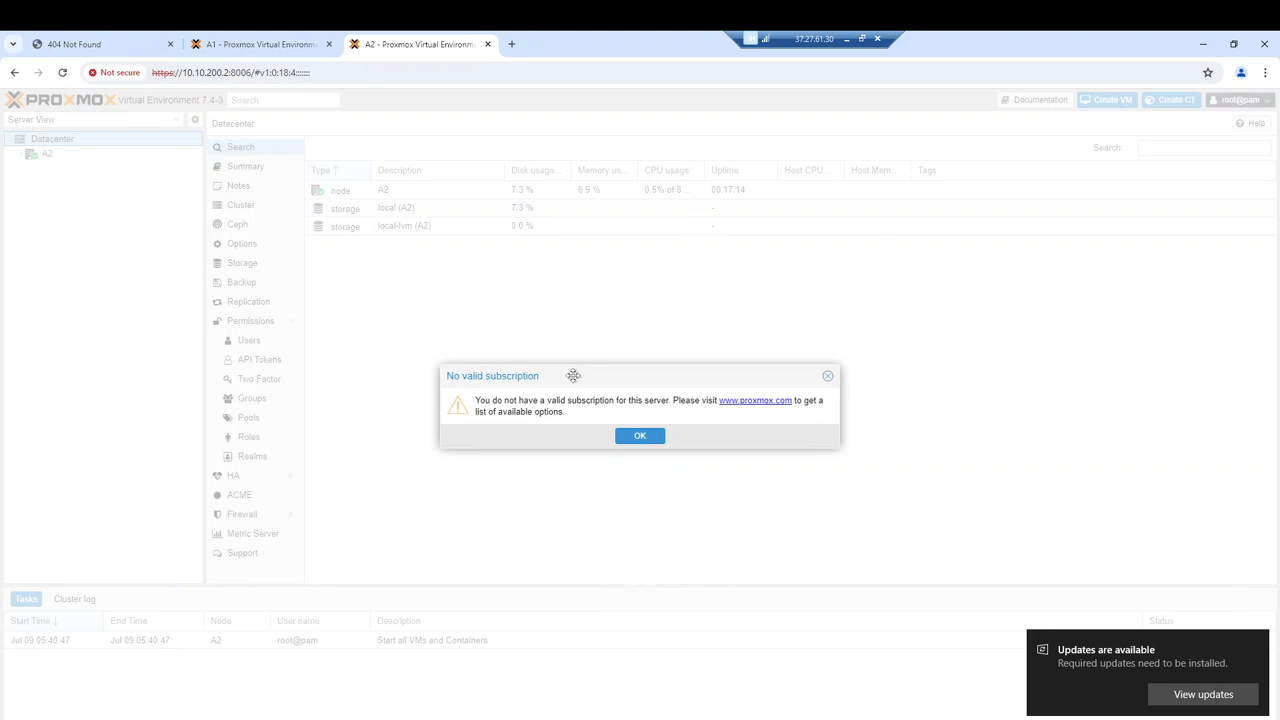 404 Not Found
A1 - Proxmox Virtual Environm
A2 - Proxmox Virtual Environm
37.27.61.30
Not secure
https://10.10.200.2:8006/#v1:0:18:4:::::::
PROXMOX Virtual Environment 7.4-3
Search
Documentation
Create VM
Create CT
root@pam
Server View
Datacenter
Help
Datacenter
A2
Search
Summary
Notes
Cluster
Ceph
Options
Storage
Backup
Replication
Permissions
Users
API Tokens
Two Factor
Groups
Pools
Roles
Realms
HA
ACME
Firewall
Metric Server
Support
Search:
Type Description Disk usage... Memory us... CPU usage Uptime Host CPU ... Host Mem... Tags
node A2 7.3 % 6.9 % 0.5% of 8 ... 00:17:14
storage local (A2) 7.3 % -
storage local-lvm (A2) 0.0 % -
No valid subscription
You do not have a valid subscription for this server. Please visit www.proxmox.com to get a
list of available options.
OK
Tasks Cluster log
Start Time End Time Node User name Description Status
Jul 09 05:40:47 Jul 09 05:40:47 A2 root@pam Start all VMs and Containers
Updates are available
Required updates need to be installed.
View updates